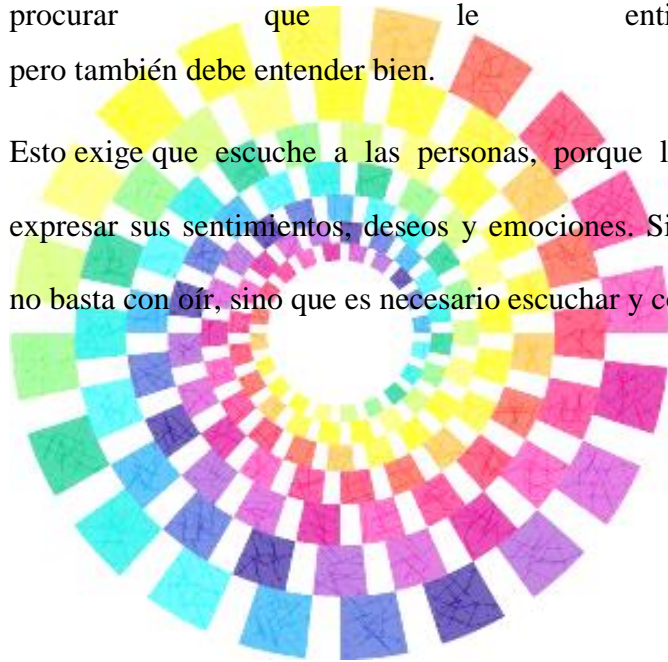 procurar que le
pero también debe entender bien.
Esto exige que escuche a las personas, porque
expresar sus sentimientos, deseos y emociones.
no basta con oír, sino que es necesario escuchar y